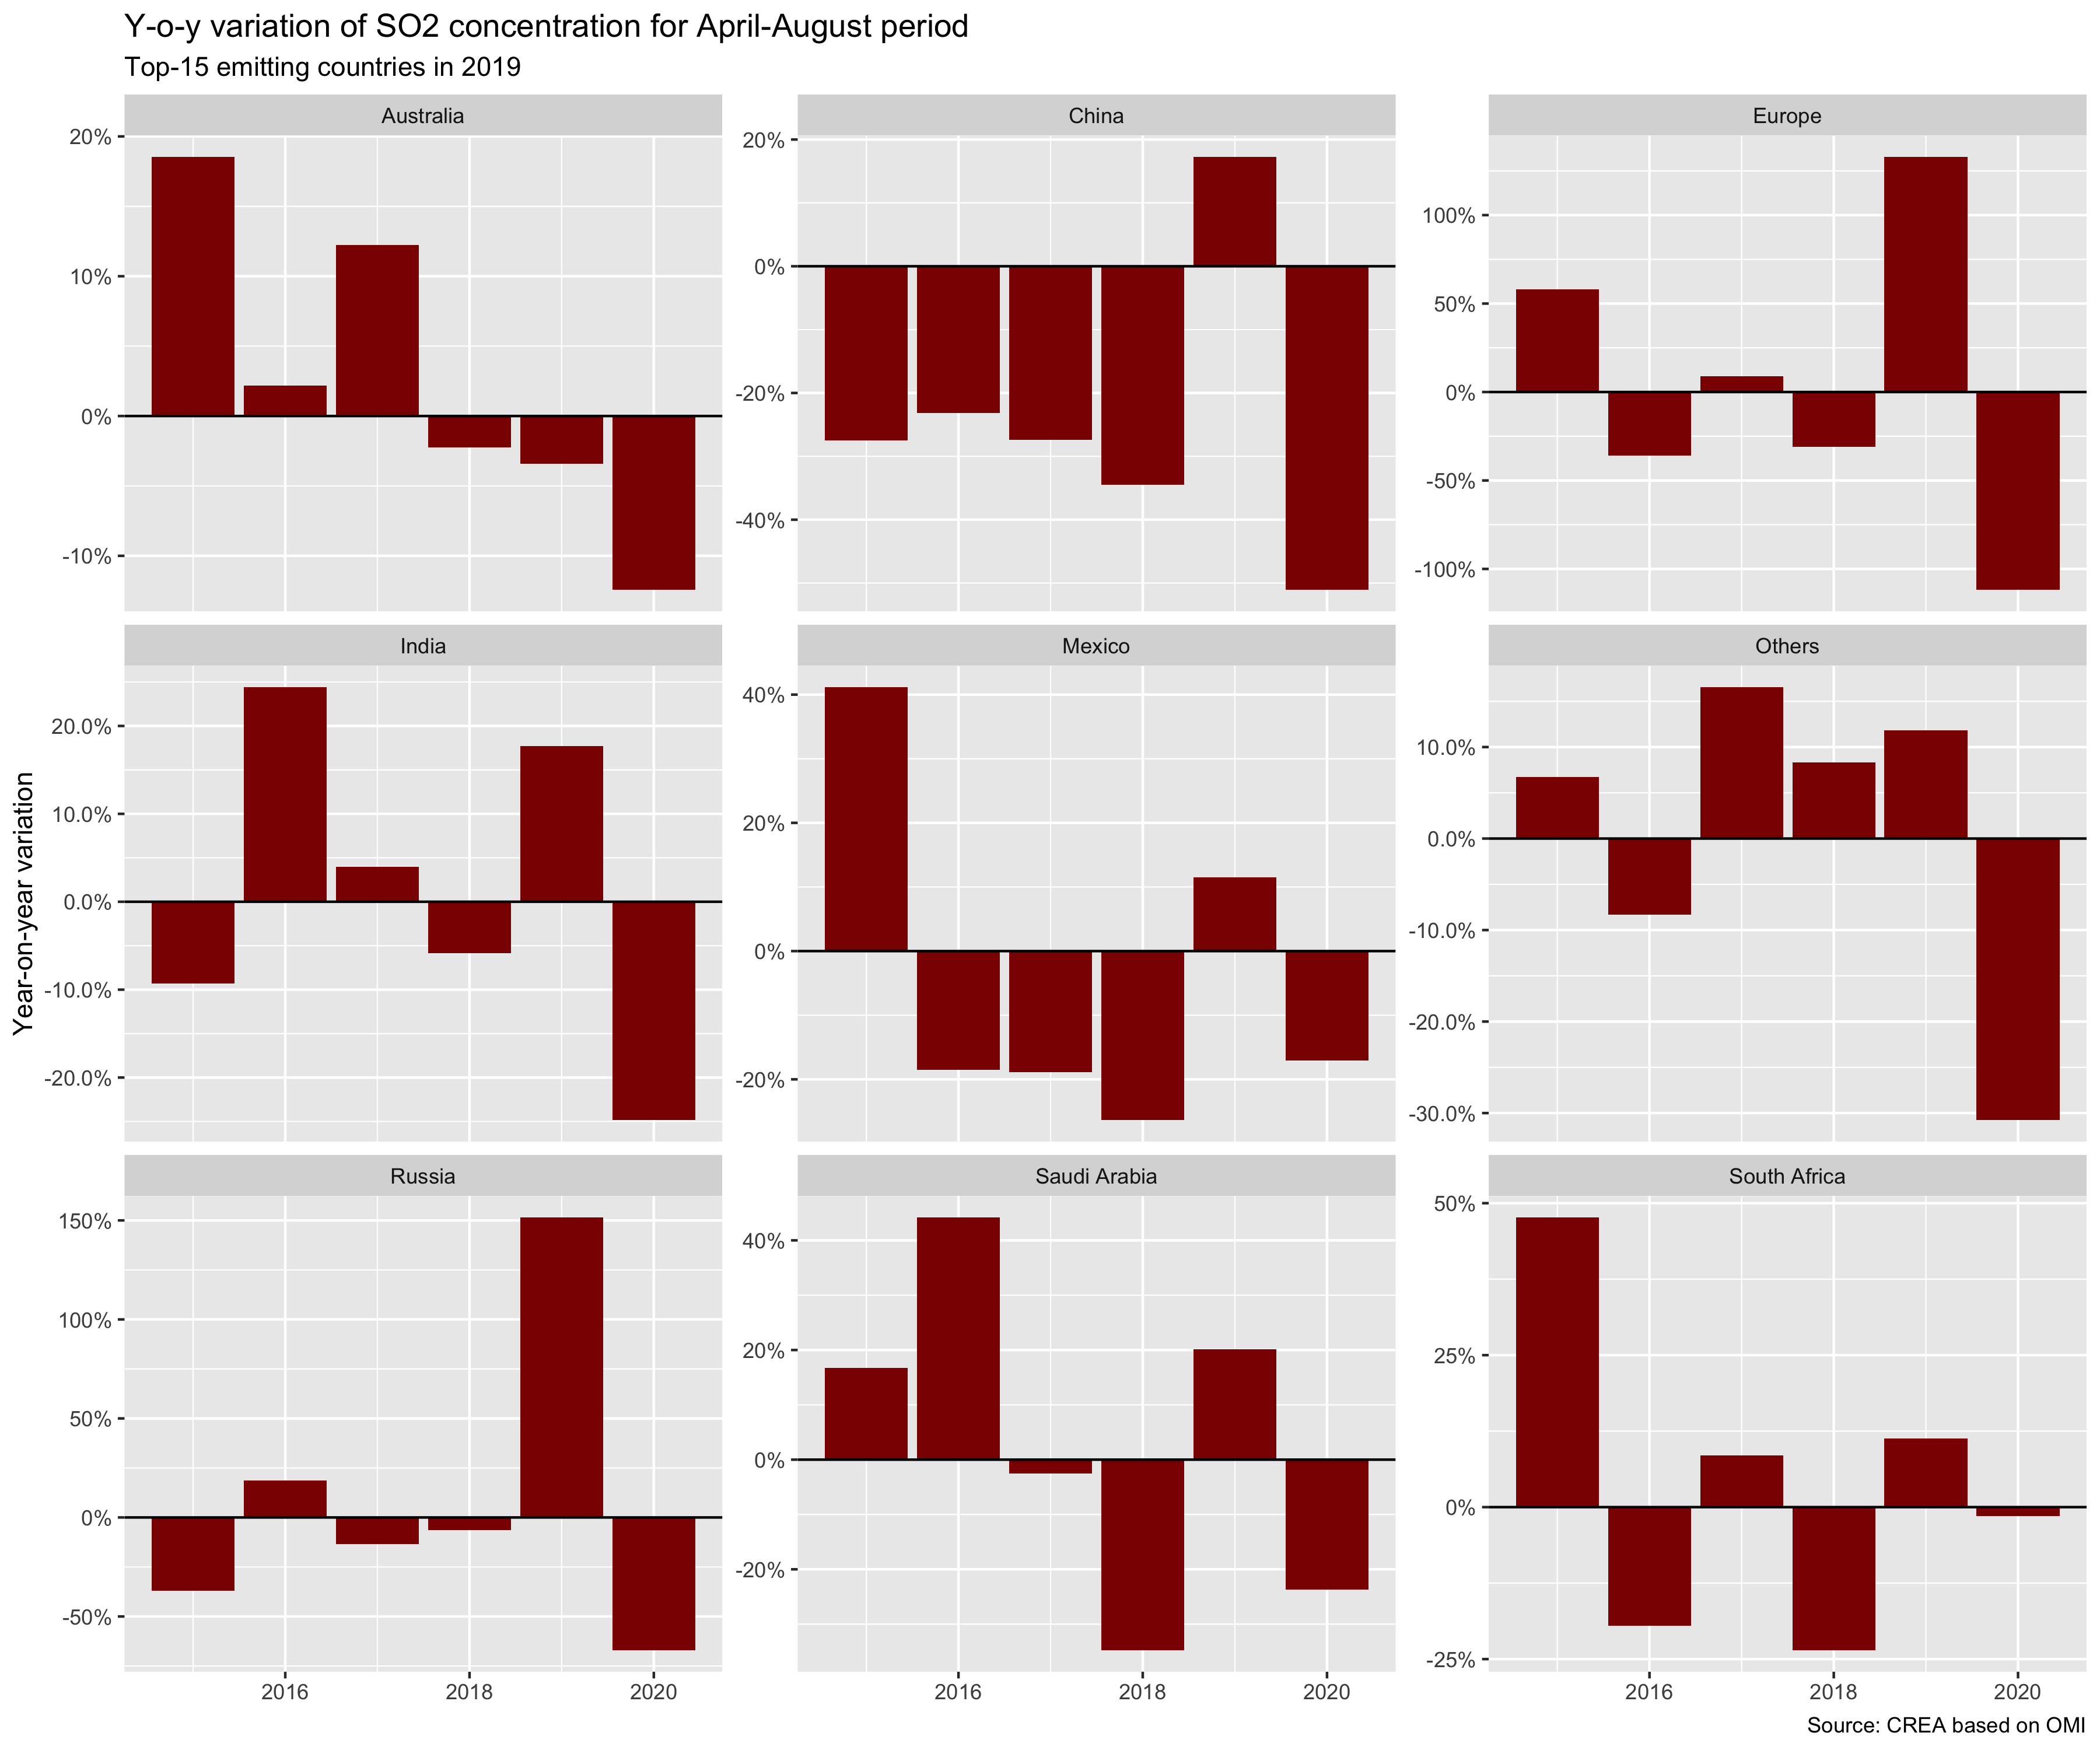 Y-o-y variation of SO2 concentration for April-August period
Top-15 emitting countries in 2019
Year-on-year variation
Australia
20%
10%
0%
-10%
China
20%
0%
-20%
-40%
Europe
100%
50%
0%
-50%
-100%
India
20.0%
10.0%
0.0%
-10.0%
-20.0%
Mexico
40%
20%
0%
-20%
Others
10.0%
0.0%
-10.0%
-20.0%
-30.0%
Russia
150%
100%
50%
0%
-50%
2016 2018 2020
Saudi Arabia
40%
20%
0%
-20%
2016 2018 2020
South Africa
50%
25%
0%
-25%
2016 2018 2020
Source: CREA based on OMI